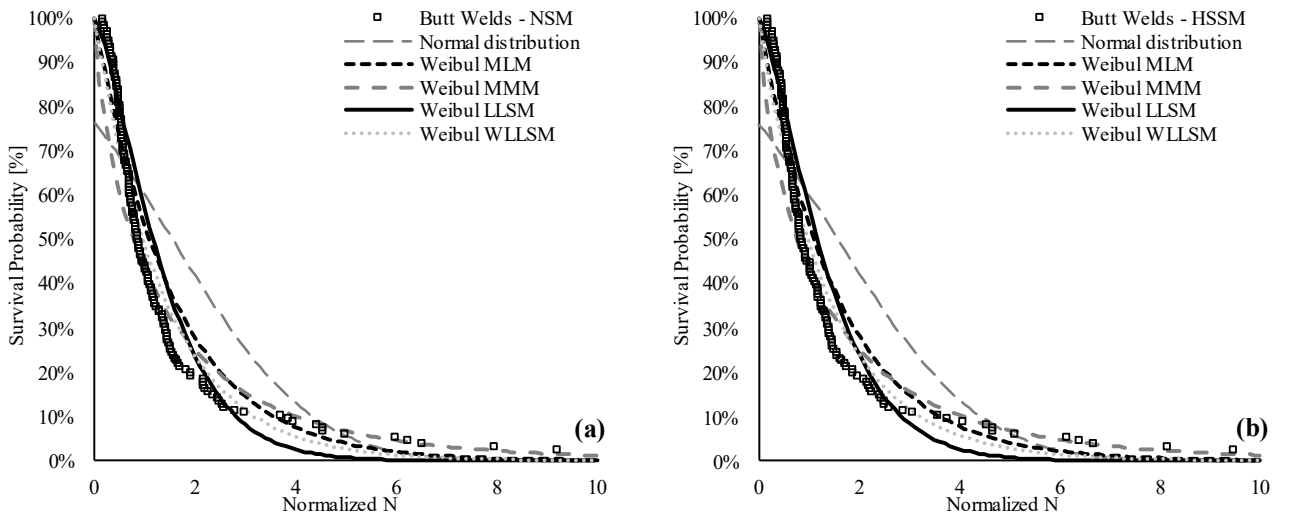 100%
90%
80%
70%
60%
50%
40%
30%
20%
10%
0%
Survival Probability [%]
0
2
4
6
8
10
Normalized N
Butt Welds - NSM
Normal distribution
Weibul MLM
Weibul MMM
Weibul LLSM
Weibul WLLSM
(a)
100%
90%
80%
70%
60%
50%
40%
30%
20%
10%
0%
Survival Probability [%]
0
2
4
6
8
10
Normalized N
Butt Welds - HSSM
Normal distribution
Weibul MLM
Weibul MMM
Weibul LLSM
Weibul WLLSM
(b)